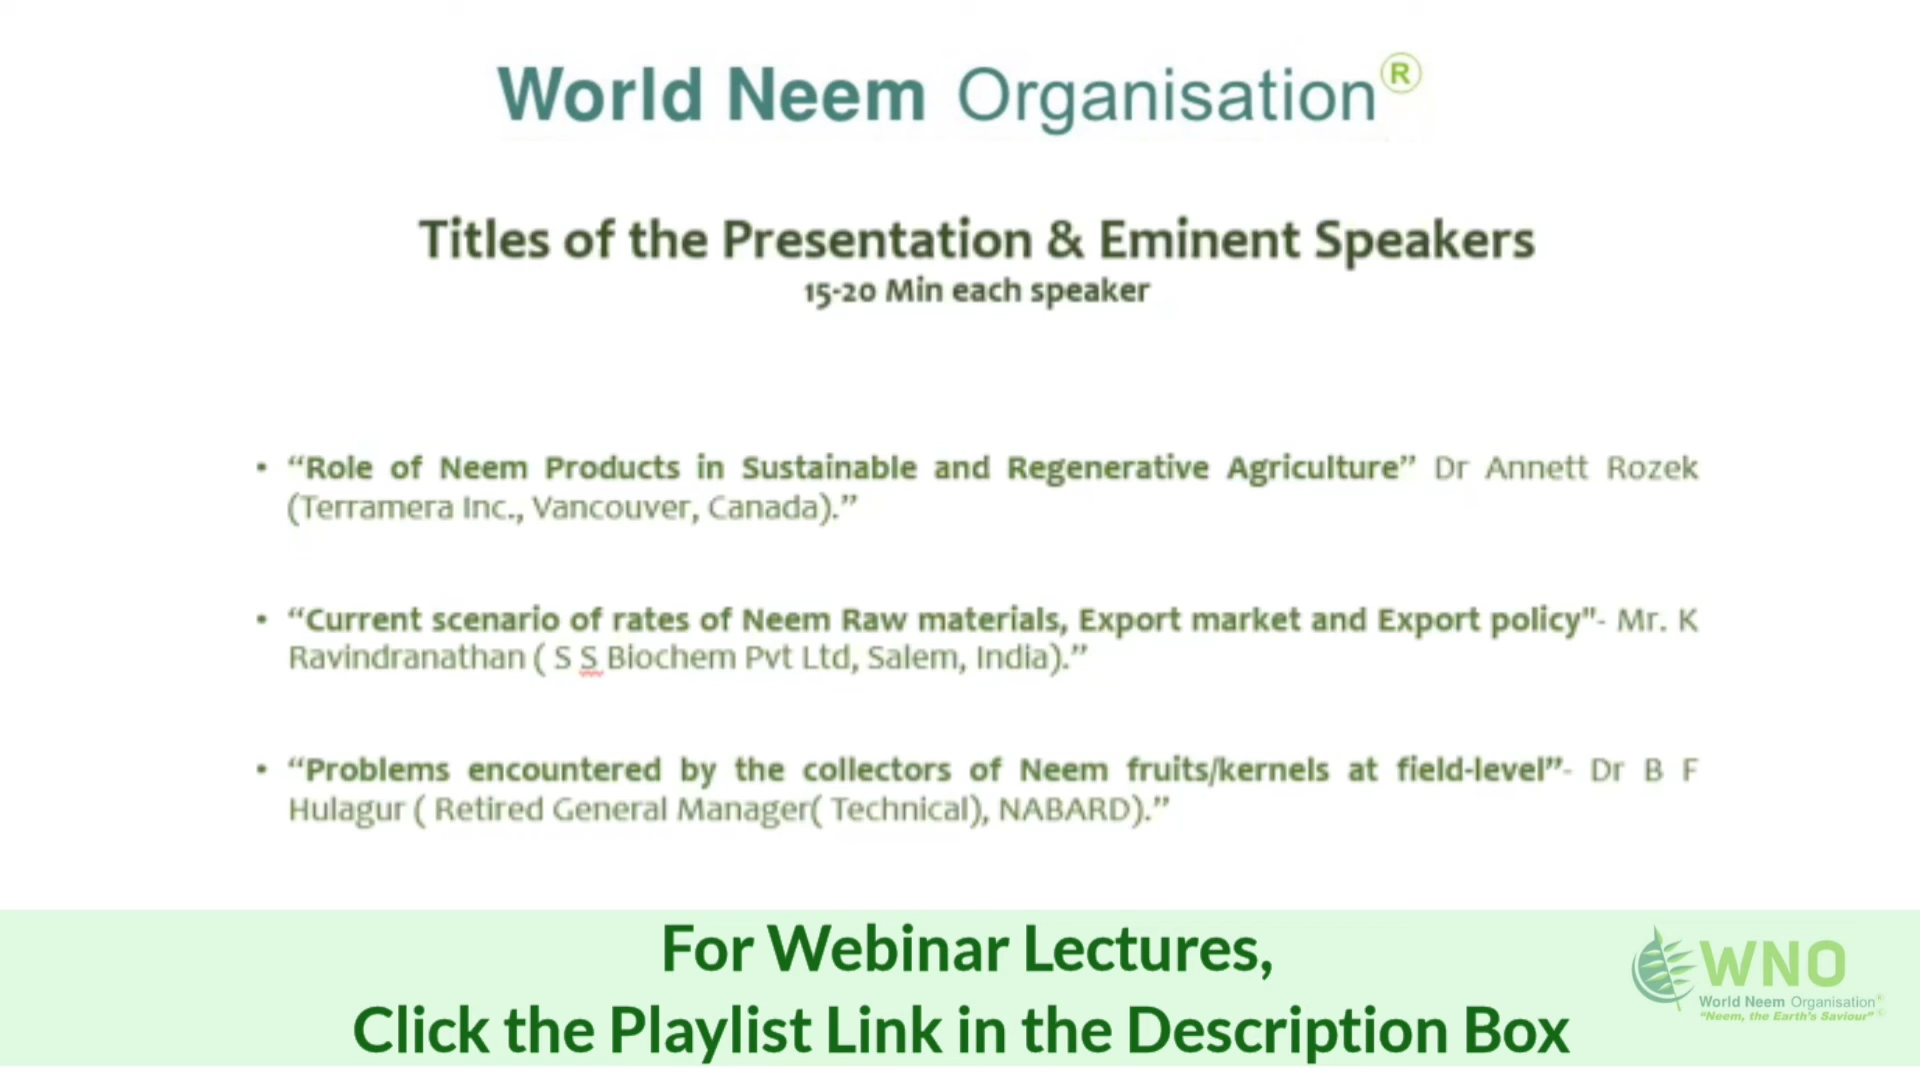 World Neem Organisation®
Titles of the Presentation & Eminent Speakers
15-20 Min each speaker
• “Role of Neem Products in Sustainable and Regenerative Agriculture” Dr Annett Rozek
(Terramera Inc., Vancouver, Canada).”
• “Current scenario of rates of Neem Raw materials, Export market and Export policy"- Mr. K
Ravindranathan ( S S Biochem Pvt Ltd, Salem, India).”
• “Problems encountered by the collectors of Neem fruits/kernels at field-level”- Dr B F
Hulagur ( Retired General Manager( Technical), NABARD).”
For Webinar Lectures,
Click the Playlist Link in the Description Box
WNO
World Neem Organisation®
"Neem, the Earth's Saviour" ©